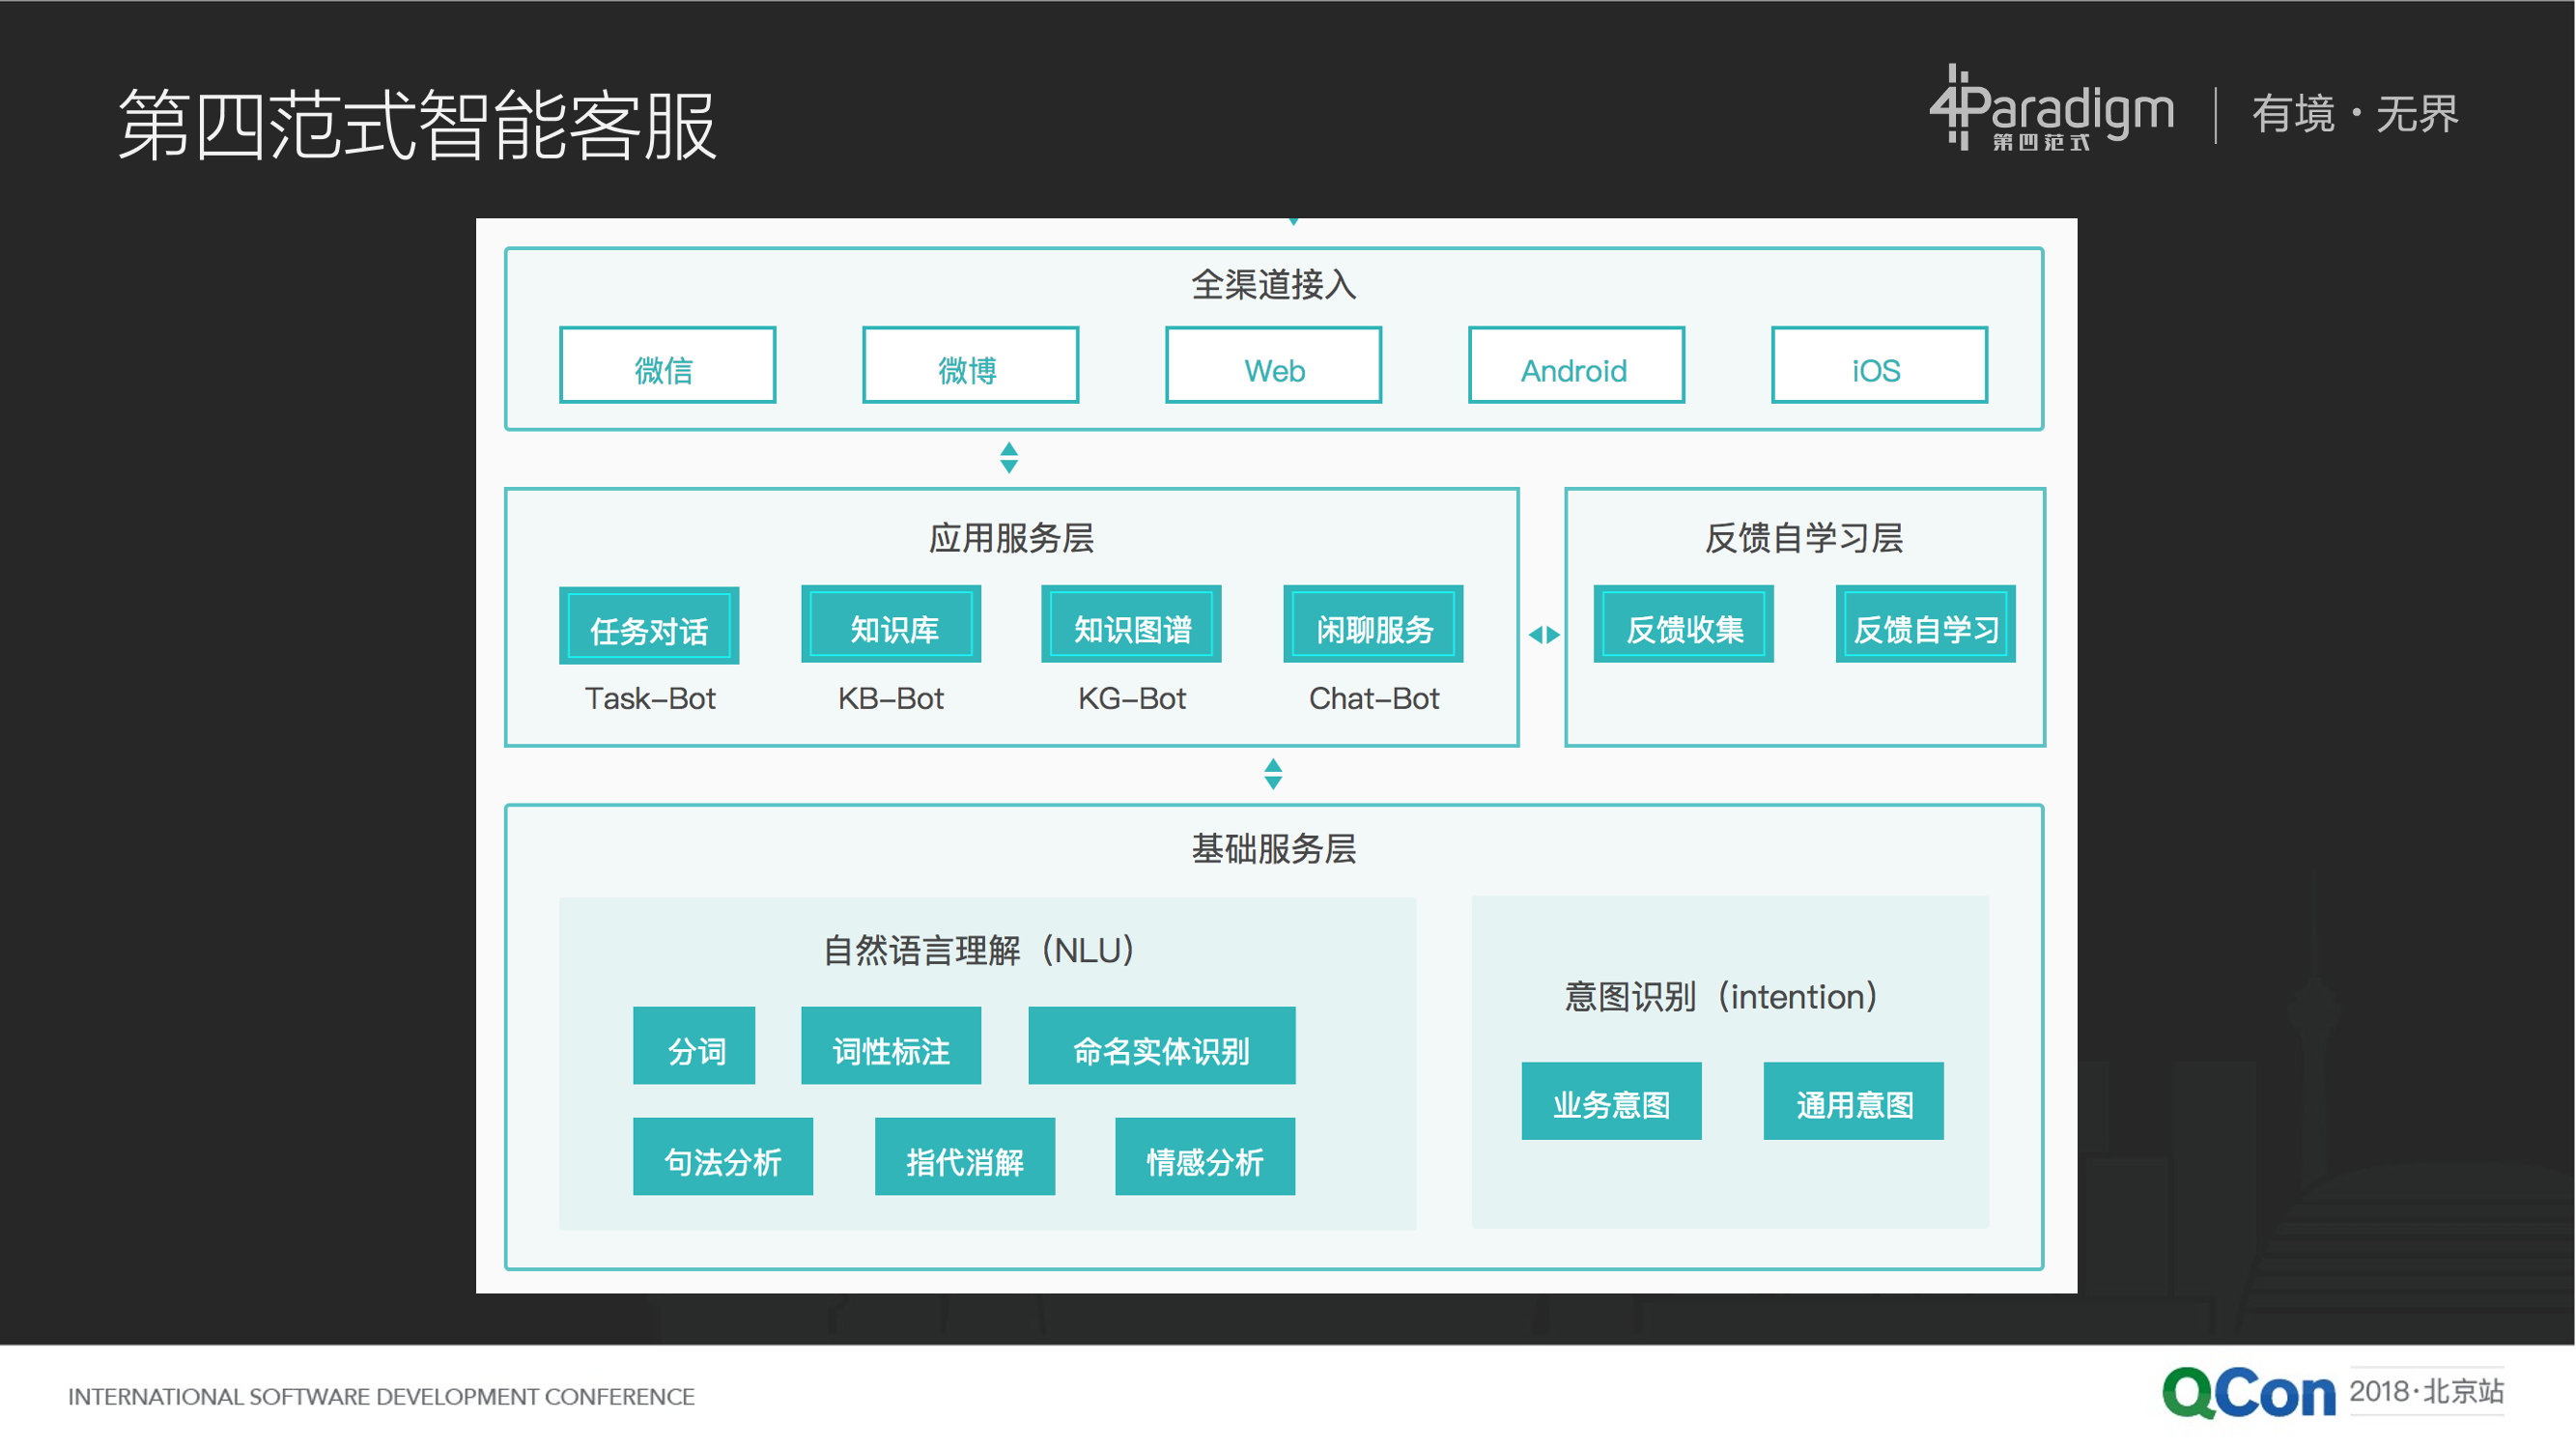 第四范式智能客服
4Paradigm
第四范式
有境·无界
全渠道接入
微信
微博
Web
Android
iOS
应用服务层
任务对话
知识库
知识图谱
闲聊服务
Task-Bot
KB-Bot
KG-Bot
Chat-Bot
反馈自学习层
反馈收集
反馈自学习
基础服务层
自然语言理解（NLU）
分词
词性标注
命名实体识别
句法分析
指代消解
情感分析
意图识别（intention）
业务意图
通用意图
INTERNATIONAL SOFTWARE DEVELOPMENT CONFERENCE
QCon
2018·北京站